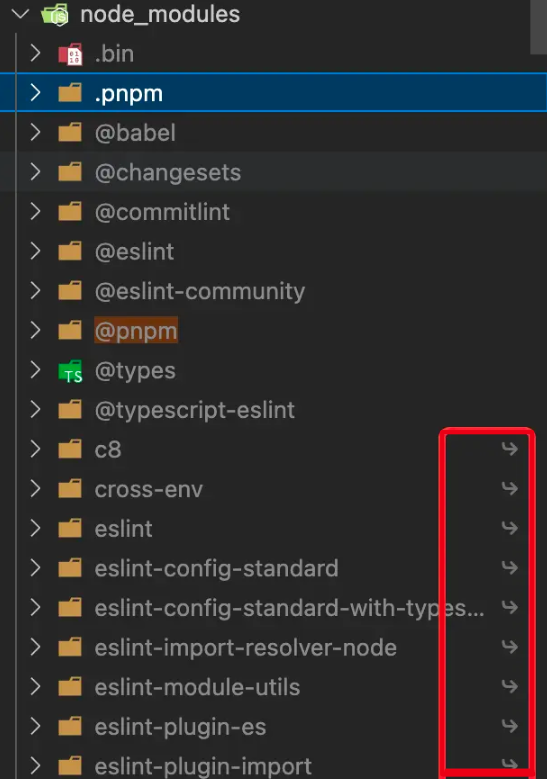 node_modules
.bin
.pnpm
@babel
@changesets
@commitlint
@eslint
@eslint-community
@pnpm
@types
@typescript-eslint
c8
cross-env
eslint
eslint-config-standard
eslint-config-standard-with-types...
eslint-import-resolver-node
eslint-module-utils
eslint-plugin-es
eslint-plugin-import